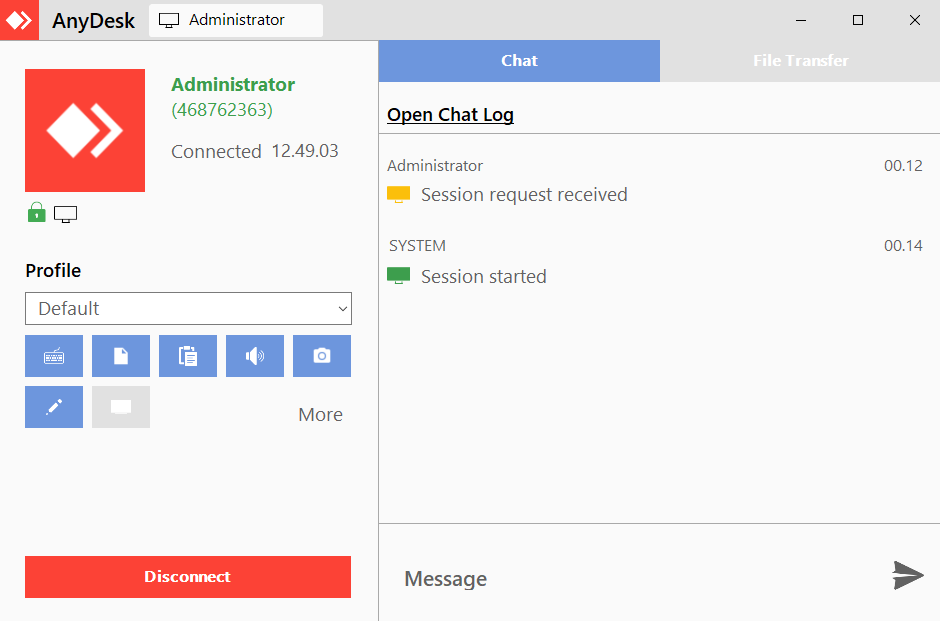 AnyDesk
Administrator
Administrator
(468762363)
Connected 12.49.03
Profile
Default
More
Disconnect
Chat
File Transfer
Open Chat Log
Administrator 00.12
Session request received
SYSTEM 00.14
Session started
Message